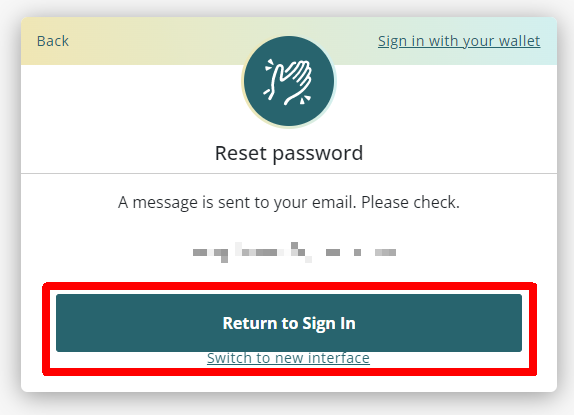 Back
Sign in with your wallet
Reset password
A message is sent to your email. Please check.
Return to Sign In
Switch to new interface